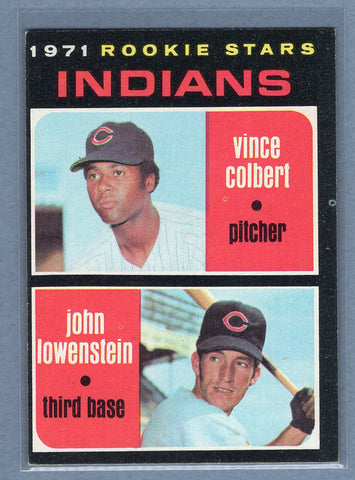 1971 ROOKIE STARS
INDIANS
vince
colbert
•
pitcher
C
john
lowenstein
•
third base
C